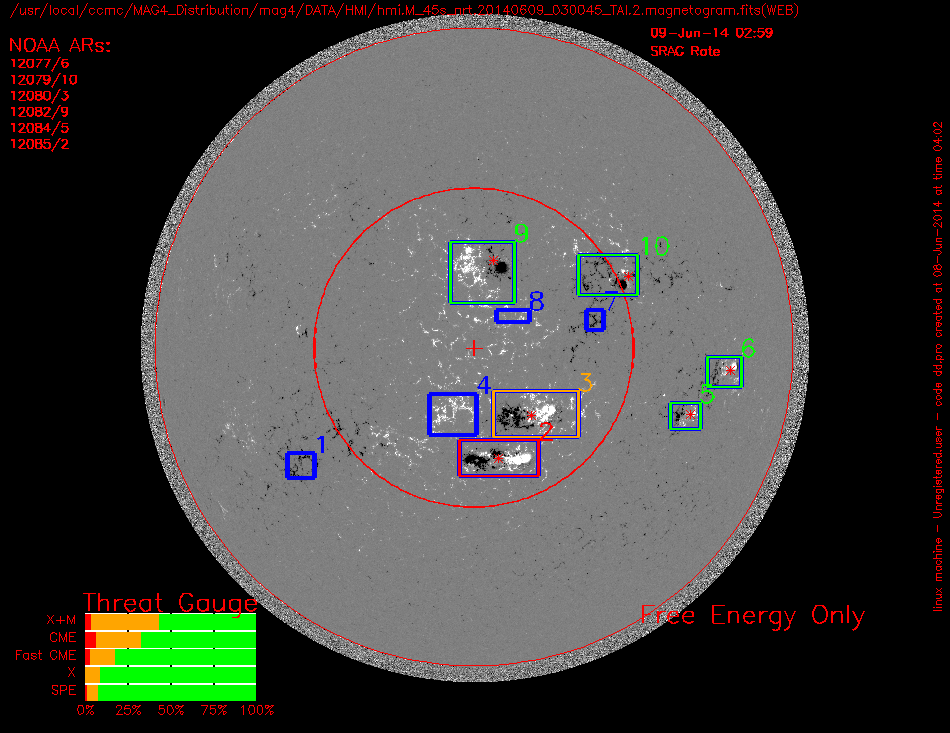 /usr/local/ccmc/MAG4_Distribution/mag4/DATA/HMI/hmi.M_45s_nrt.20140609_030045_TAI.2.magnetogram.fits(WEB)
09-Jun-14 02:59
SRAC Rate
NOAA ARs:
12077/6
12079/10
12080/3
12082/9
12084/5
12085/2
9
10
8
6
5
3
4
2
1
Threat Gauge
X+M
CME
Fast CME
X
SPE
0% 25% 50% 75% 100%
Free Energy Only
linux machine - Unregistered.user- code dd.pro created at 08-Jun-2014 at time 04:02